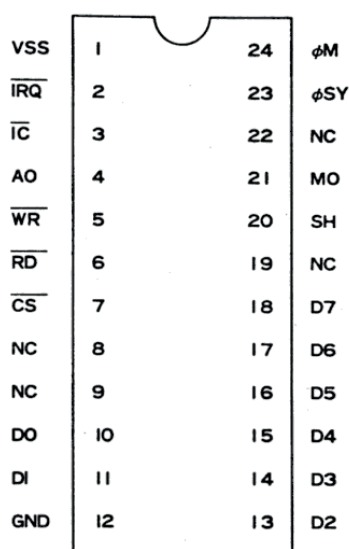 VSS 1 24 φM
IRQ 2 23 φSY
IC 3 22 NC
AO 4 21 MO
WR 5 20 SH
RD 6 19 NC
CS 7 18 D7
NC 8 17 D6
NC 9 16 D5
DO 10 15 D4
DI 11 14 D3
GND 12 13 D2